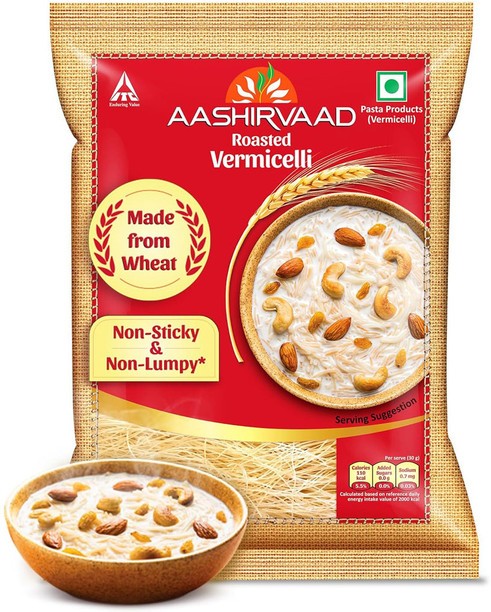 ITC
Enduring Value
AASHIRVAAD
Roasted
Vermicelli
Pasta Products
(Vermicelli)
Made
from
Wheat
Non-Sticky
&
Non-Lumpy*
Serving Suggestion
Per serve (30 g)
Calories
110
kcal
5.5%
Added
Sugars
0.0 g
0.0%
Sodium
0.7 mg
0.03%
Calculated based on reference daily
energy intake value of 2000 kcal